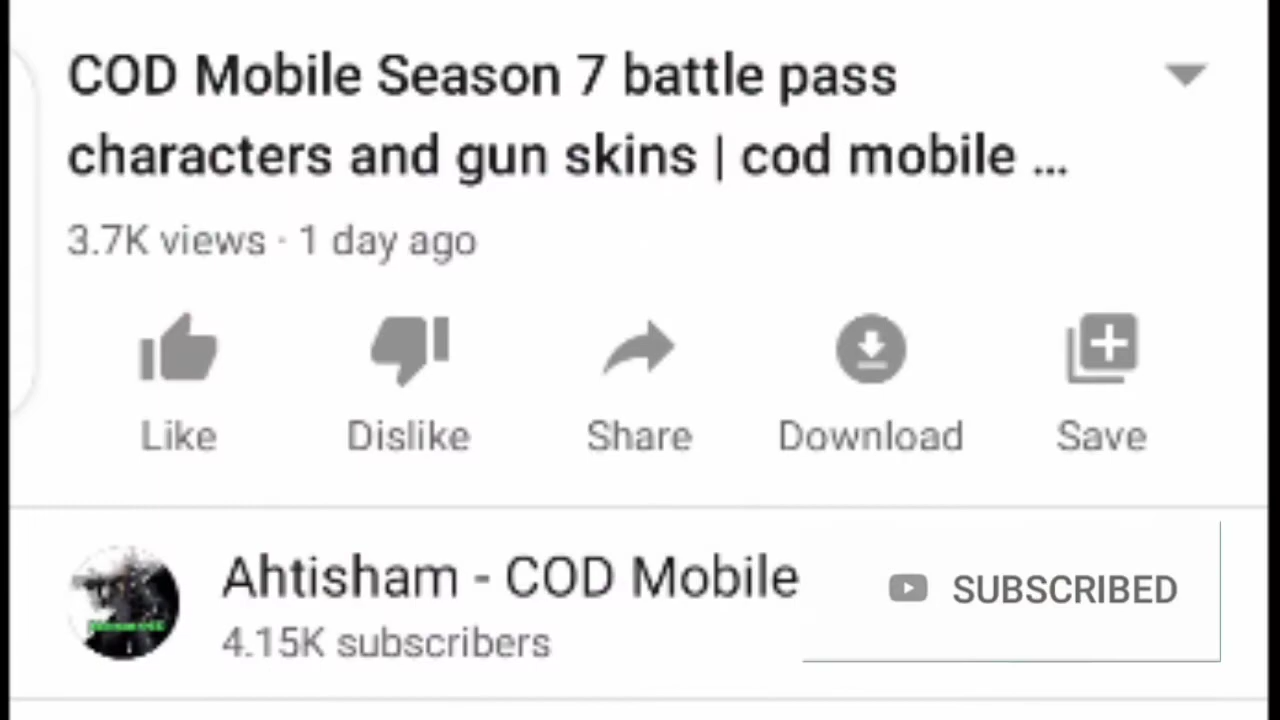 COD Mobile Season 7 battle pass
characters and gun skins | cod mobile ...
3.7K views · 1 day ago
Like Dislike Share Download Save
Ahtisham - COD Mobile
SUBSCRIBED
4.15K subscribers